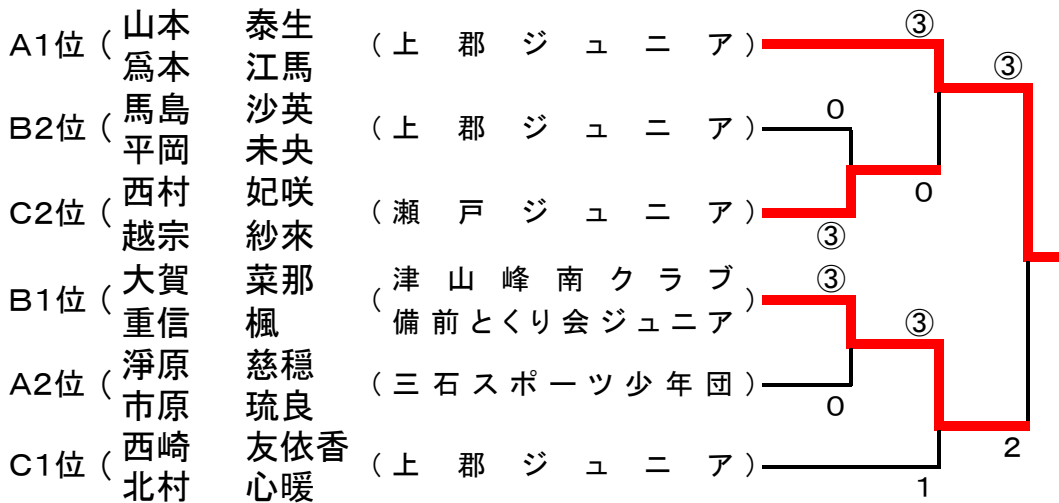 山本 泰生
A1位 ( (上郡ジュニア) ③
爲本 江馬
③
馬島 沙英
B2位 ( (上郡ジュニア) 0
平岡 未央
西村 妃咲
C2位 ( (瀬戸ジュニア) 0
越宗 紗來
③
大賀 菜那 津山峰南クラブ ③
B1位 ( (
重信 楓 備前とくり会ジュニア ) ③
淨原 慈穏
A2位 ( (三石スポーツ少年団)
市原 琉良 0
西崎 友依香 2
C1位 ( (上郡ジュニア)
北村 心暖 1